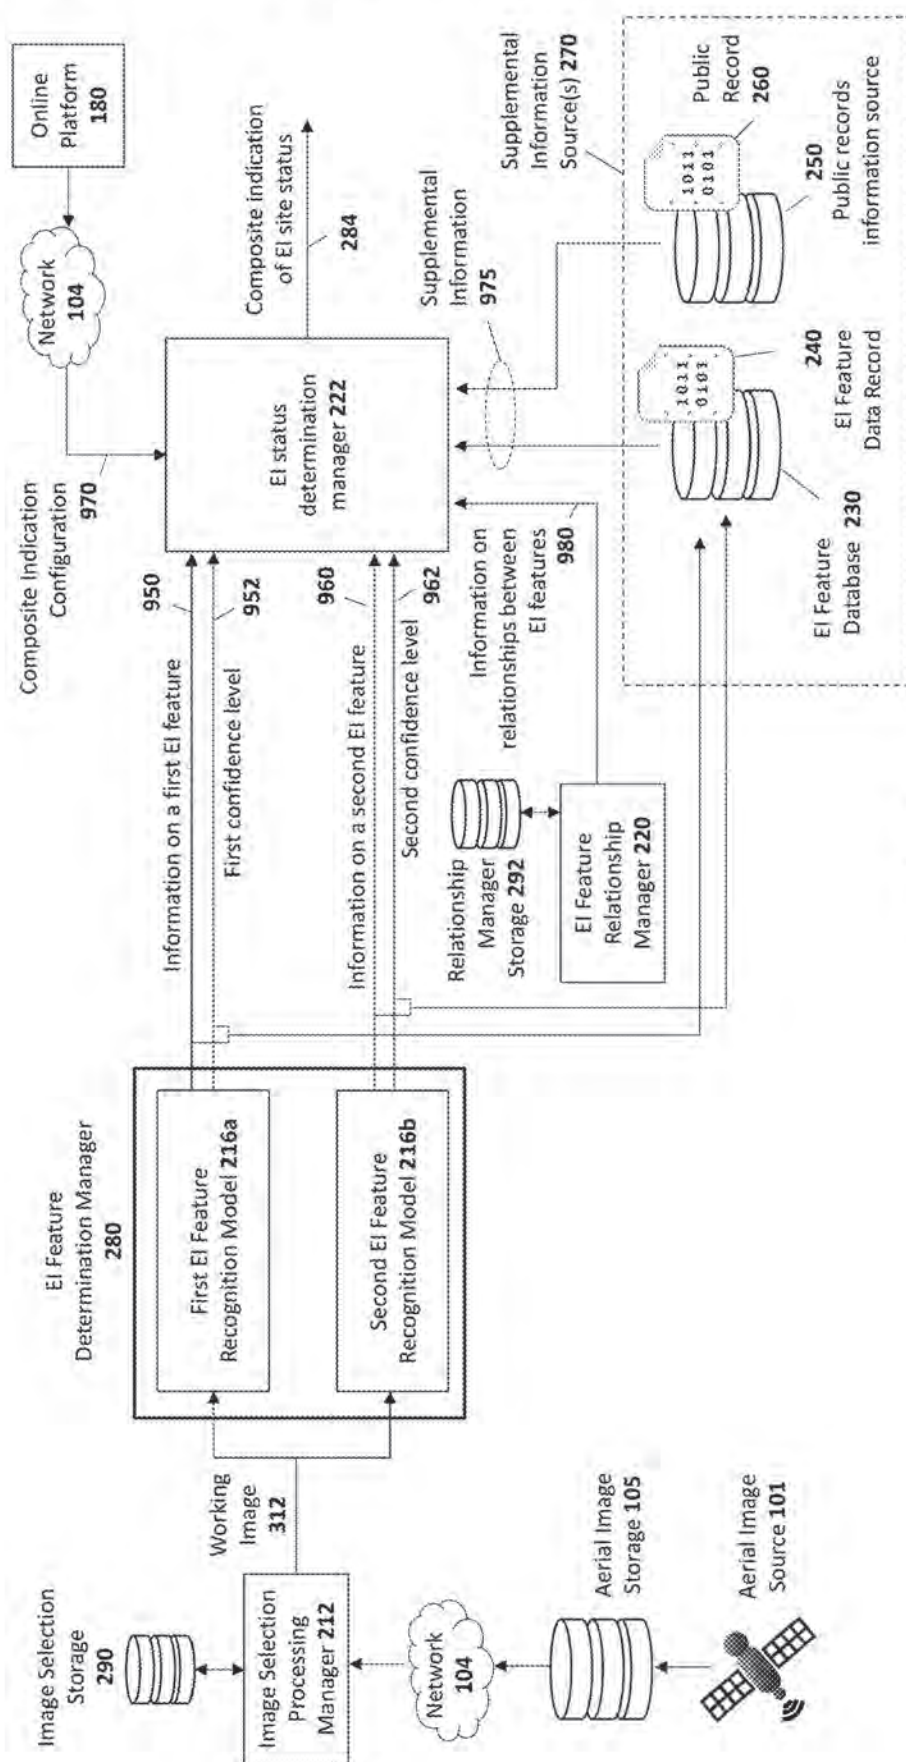 Image Selection
Storage
290
Image Selection
Processing
Manager 212
Network
104
Aerial Image
Storage 105
Aerial Image
Source 101
Working
Image
312
EI Feature
Determination Manager
280
First EI Feature
Recognition Model 216a
Second EI Feature
Recognition Model 216b
Information on a first EI feature
950
First confidence level
952
Information on a second EI feature
960
Second confidence level
962
Relationship
Manager
Storage 292
EI Feature
Relationship
Manager 220
Information on
relationships between
EI features
980
Composite Indication
Configuration
970
Network
104
Online
Platform
180
EI status
determination
manager 222
Composite indication
of EI site status
284
Supplemental
Information
975
Supplemental
Information
Source(s) 270
EI Feature
Database 230
1011
0101
240
EI Feature
Data Record
1011
0101
Public
Record
260
250
Public records
information source